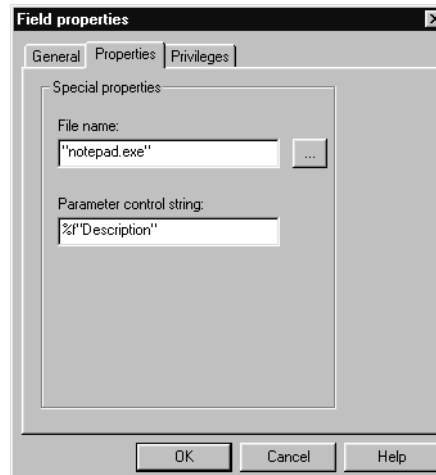 Field properties
General Properties Privileges
Special properties
File name:
"notepad.exe"
...
Parameter control string:
%f"Description"
OK Cancel Help